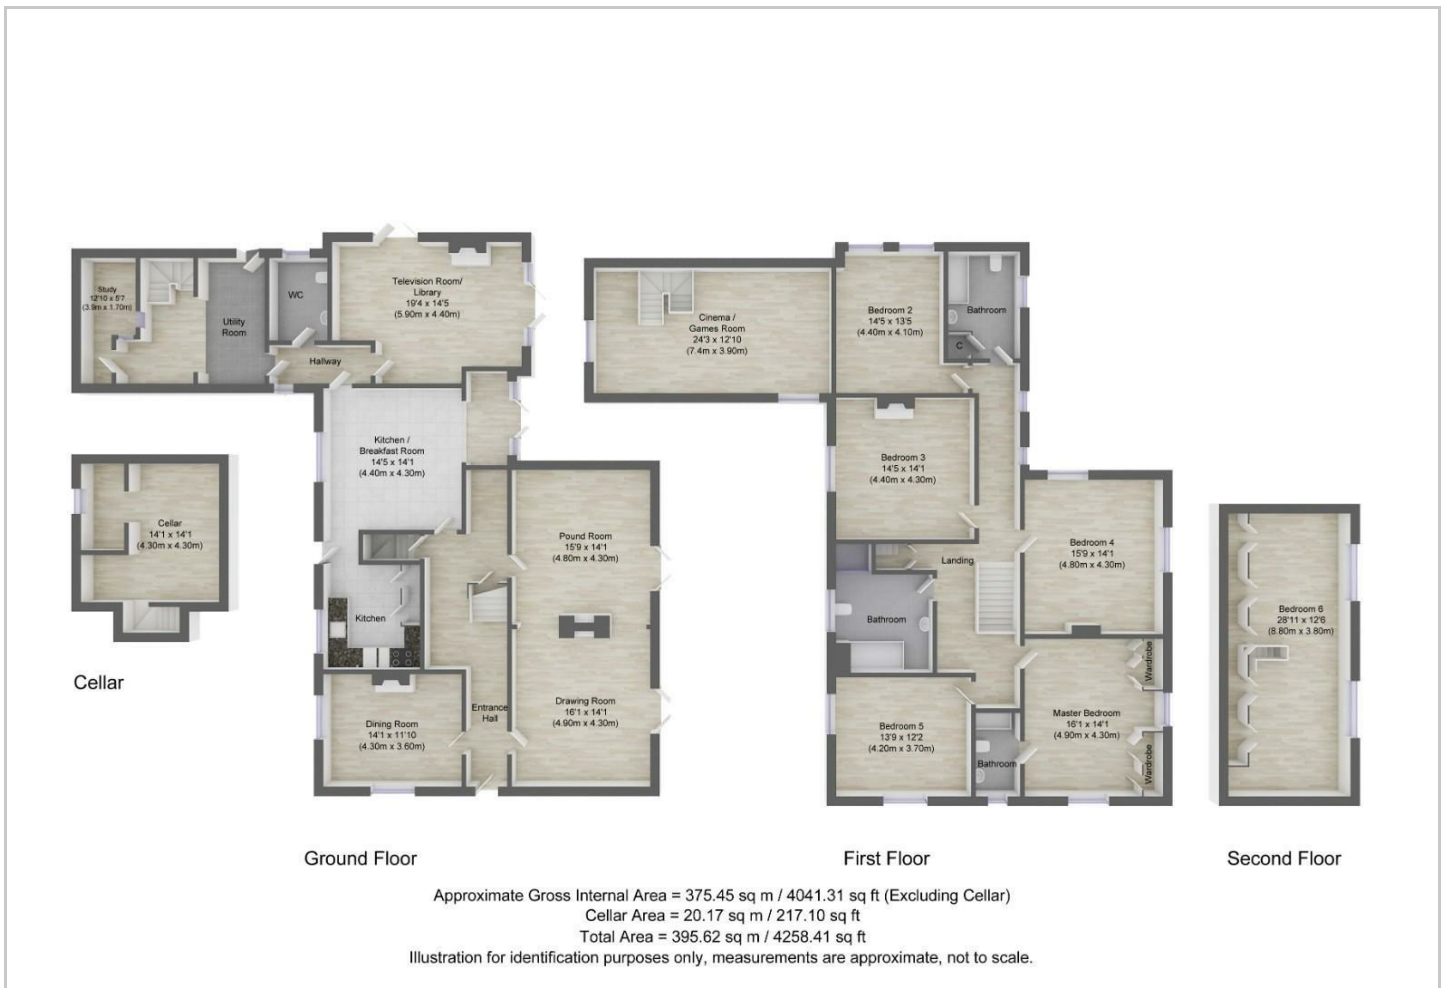 Study
12'10 x 5'7
(3.9m x 1.70m)
Utility
Room
WC
Television Room/
Library
19'4 x 14'5
(5.90m x 4.40m)
Hallway
Kitchen /
Breakfast Room
14'5 x 14'1
(4.40m x 4.30m)
Cellar
14'1 x 14'1
(4.30m x 4.30m)
Cellar
Pound Room
15'9 x 14'1
(4.80m x 4.30m)
Kitchen
Dining Room
14'1 x 11'10
(4.30m x 3.60m)
Entrance
Hall
Drawing Room
16'1 x 14'1
(4.90m x 4.30m)
Ground Floor
Cinema /
Games Room
24'3 x 12'10
(7.4m x 3.90m)
Bedroom 2
14'5 x 13'5
(4.40m x 4.10m)
Bathroom
C
Bedroom 3
14'5 x 14'1
(4.40m x 4.30m)
Bedroom 4
15'9 x 14'1
(4.80m x 4.30m)
Landing
Bathroom
Bedroom 5
13'9 x 12'2
(4.20m x 3.70m)
Bathroom
Master Bedroom
16'1 x 14'1
(4.90m x 4.30m)
Wardrobe
Wardrobe
First Floor
Bedroom 6
28'11 x 12'6
(8.80m x 3.80m)
Second Floor
Approximate Gross Internal Area = 375.45 sq m / 4041.31 sq ft (Excluding Cellar)
Cellar Area = 20.17 sq m / 217.10 sq ft
Total Area = 395.62 sq m / 4258.41 sq ft
Illustration for identification purposes only, measurements are approximate, not to scale.